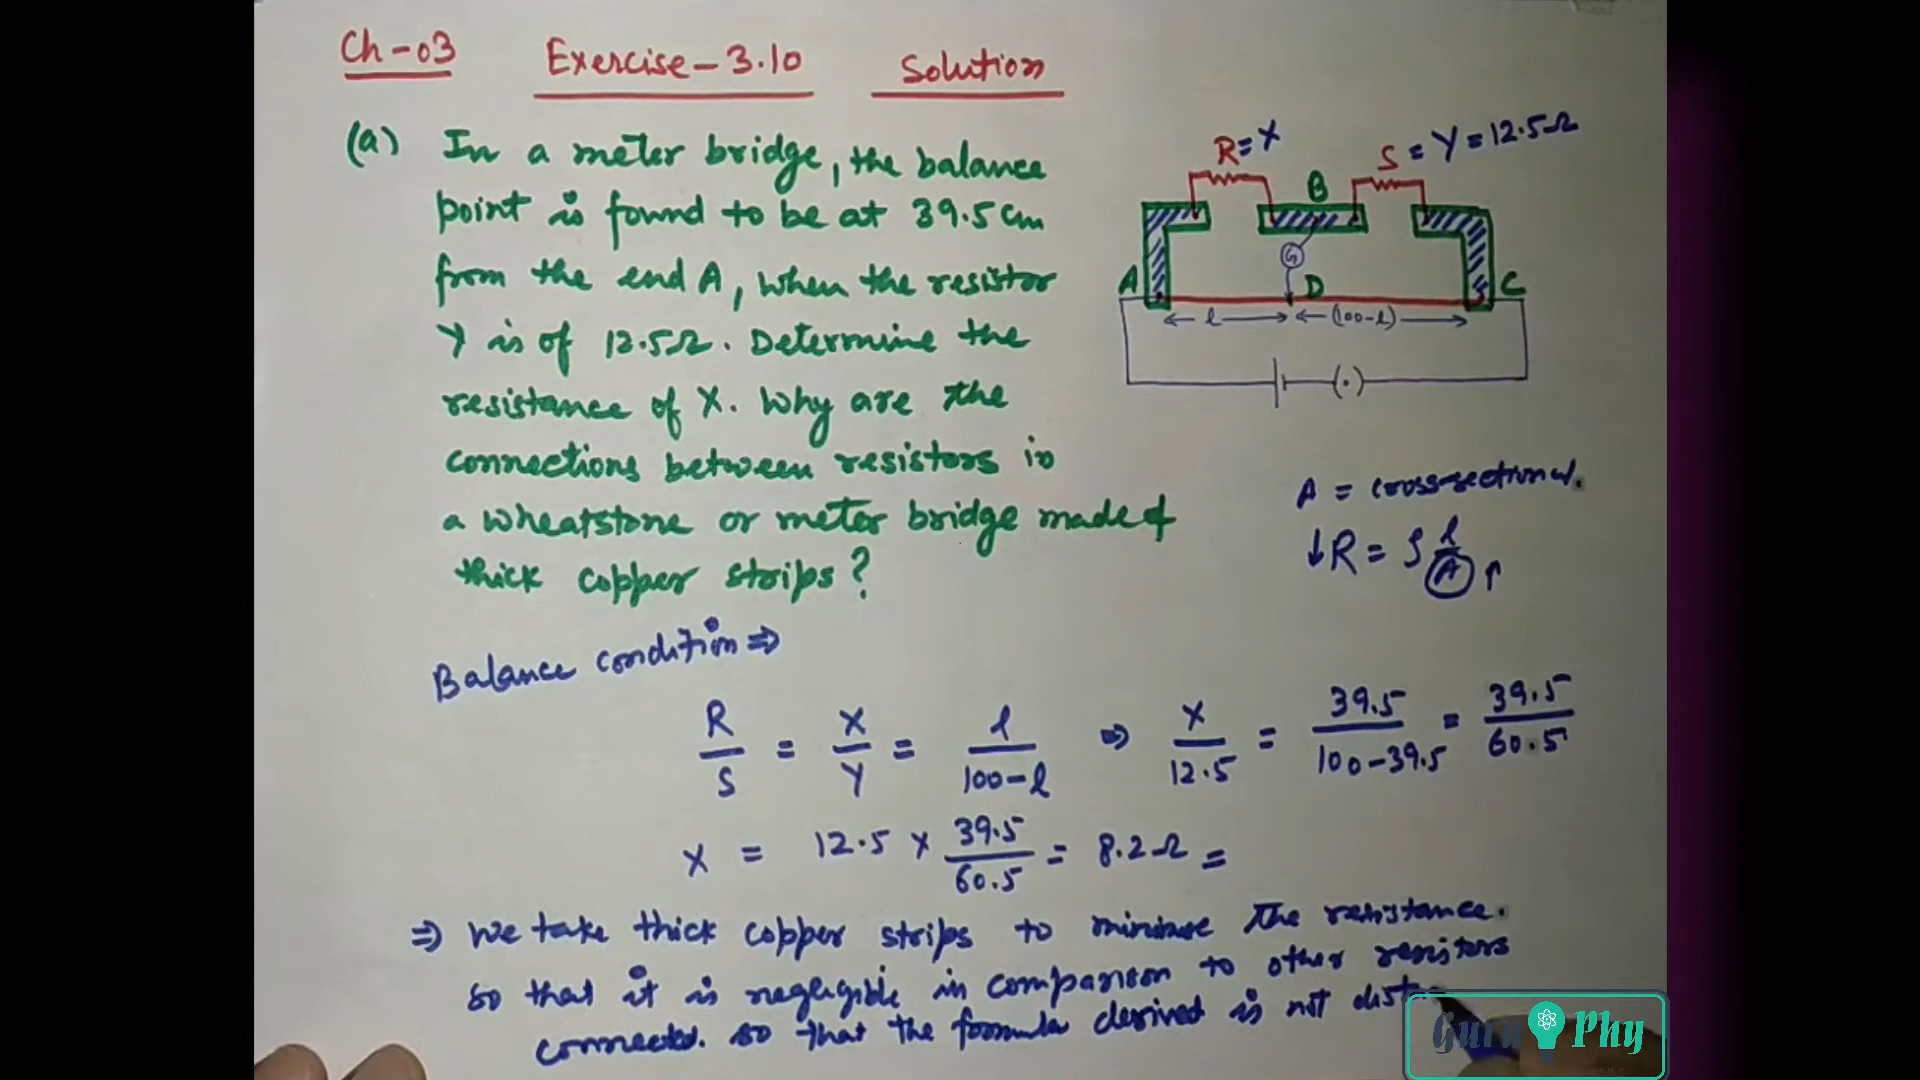 Ch-03 Exercise-3.10 Solution
(a) In a meter bridge, the balance
point is found to be at 39.5cm
from the end A, when the resistor
Y is of 12.5Ω. Determine the
resistance of X. Why are the
connections between resistors in
a wheatstone or meter bridge made of
thick copper strips?
R=X
S = Y = 12.5Ω
B
G
A D C
l (100-l)
A = cross-sectional.
↓R = ρ l/A ↑
Balance condition ⇒
R/S = X/Y = l/100-l ⇒ X/12.5 = 39.5/100-39.5 = 39.5/60.5
X = 12.5 × 39.5/60.5 = 8.2Ω =
⇒ We take thick copper strips to the resistance.
so that it is negligible in comparison to other resistors
connected. so that the formula derived is not
Guru Phy